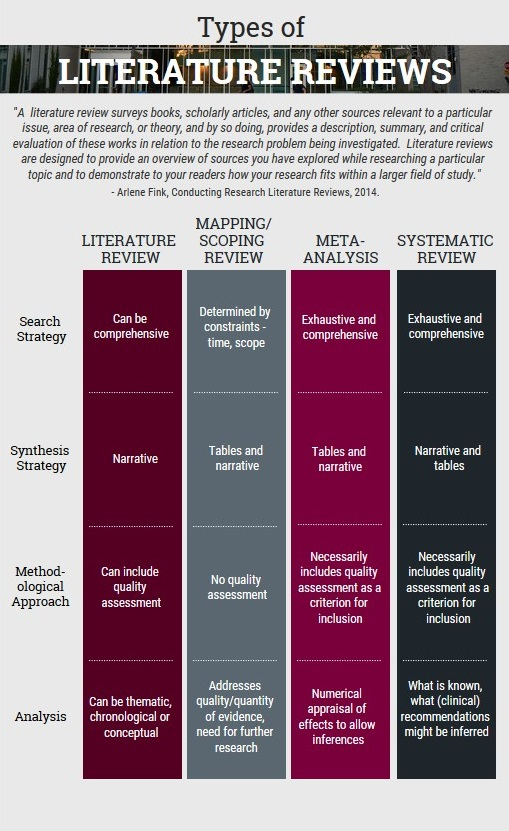 Types of
LITERATURE REVIEWS
"A literature review surveys books, scholarly articles, and any other sources relevant to a particular
issue, area of research, or theory, and by so doing, provides a description, summary, and critical
evaluation of these works in relation to the research problem being investigated. Literature reviews
are designed to provide an overview of sources you have explored while researching a particular
topic and to demonstrate to your readers how your research fits within a larger field of study."
- Arlene Fink, Conducting Research Literature Reviews, 2014.
LITERATURE
REVIEW
MAPPING/
SCOPING
REVIEW
META-
ANALYSIS
SYSTEMATIC
REVIEW
Search
Strategy
Can be
comprehensive
Determined by
constraints -
time, scope
Exhaustive and
comprehensive
Exhaustive and
comprehensive
Synthesis
Strategy
Narrative
Tables and
narrative
Tables and
narrative
Narrative and
tables
Method-
ological
Approach
Can include
quality
assessment
No quality
assessment
Necessarily
includes quality
assessment as a
criterion for
inclusion
Necessarily
includes quality
assessment as a
criterion for
inclusion
Analysis
Can be thematic,
chronological or
conceptual
Addresses
quality/quantity
of evidence,
need for further
research
Numerical
appraisal of
effects to allow
inferences
What is known,
what (clinical)
recommendations
might be inferred